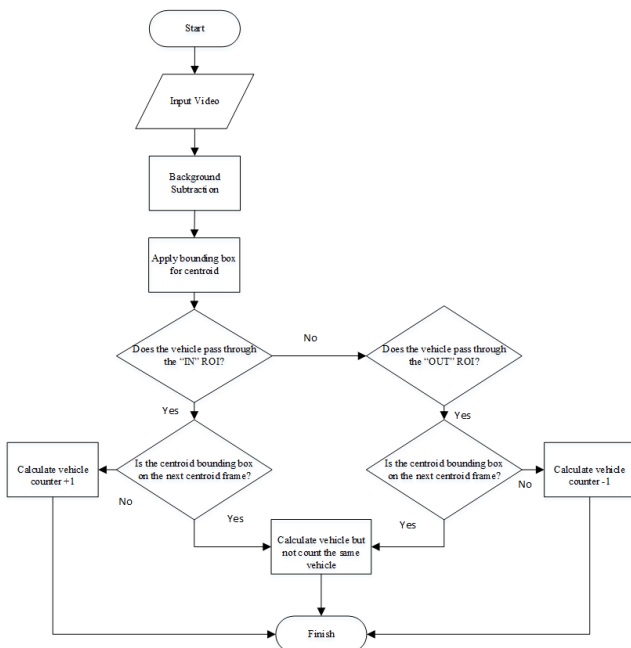 Start
Input Video
Background
Subtraction
Apply bounding box
for centroid
Does the vehicle pass through
the “IN” ROI?
No
Does the vehicle pass through
the “OUT” ROI?
Yes
Yes
Calculate vehicle
counter +1
Is the centroid bounding box
on the next centroid frame?
Is the centroid bounding box
on the next centroid frame?
Calculate vehicle
counter -1
No
No
Yes
Yes
Calculate vehicle but
not count the same
vehicle
Finish